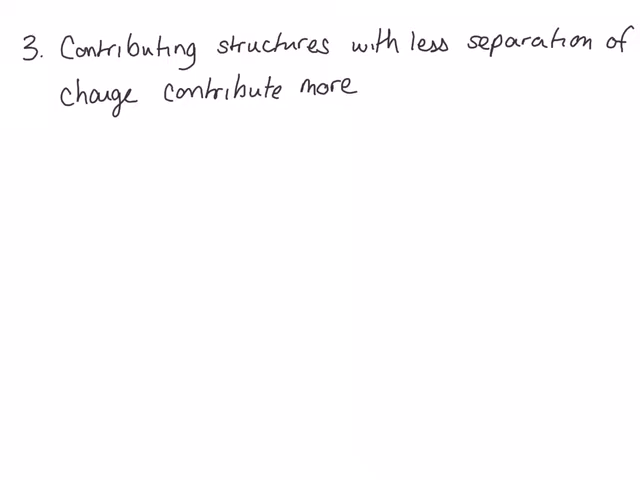 3. Contributing structures with less separation of
charge contribute more